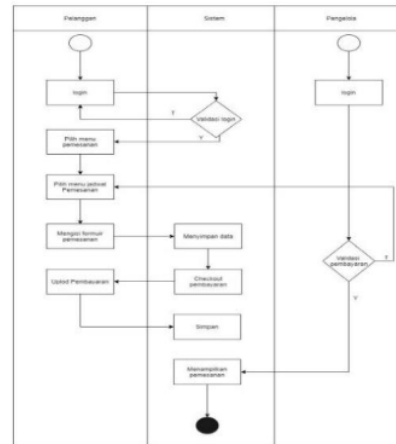 Pelanggan
Sistem
Pengelola
login
login
Validasi login
T
Y
Pilih menu
pemesanan
Pilih menu jadwal
Pemesanan
Mengisi formulir
pemesanan
Menyimpan data
Validasi
pembayaran
Y
Y
Uplod Pembayaran
Checkout
pembayaran
Simpan
Menampilkan
pemesanan